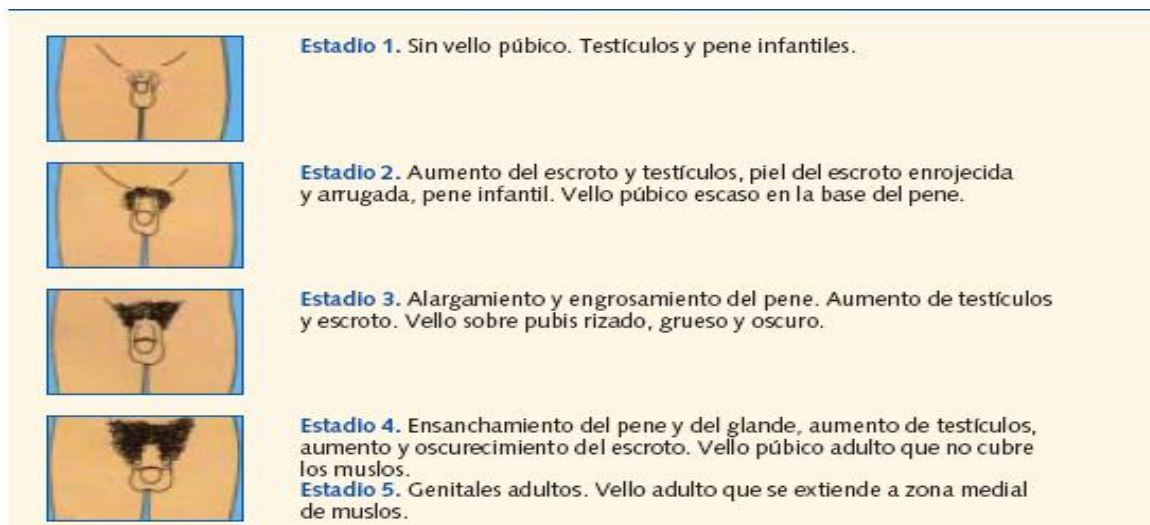 Estadio 1. Sin vello púbico. Testículos y pene infantiles.
Estadio 2. Aumento del escroto y testículos, piel del escroto enrojecida
y arrugada, pene infantil. Vello púbico escaso en la base del pene.
Estadio 3. Alargamiento y engrosamiento del pene. Aumento de testículos
y escroto. Vello sobre pubis rizado, grueso y oscuro.
Estadio 4. Ensanchamiento del pene y del glande, aumento de testículos,
aumento y oscurecimiento del escroto. Vello púbico adulto que no cubre
los muslos.
Estadio 5. Genitales adultos. Vello adulto que se extiende a zona medial
de muslos.